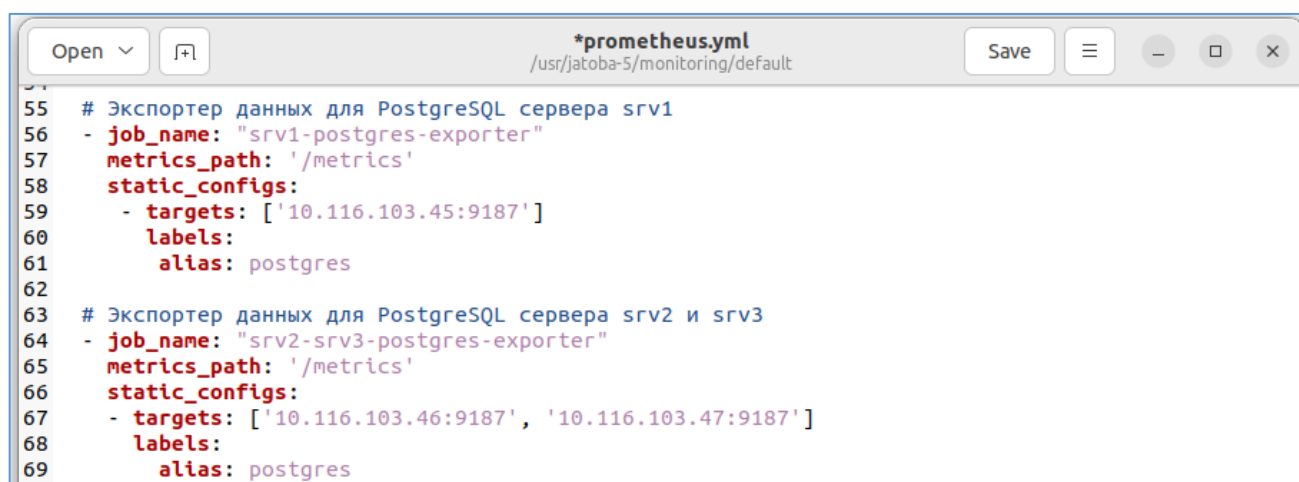 Open
*prometheus.yml
/usr/jatoba-5/monitoring/default
Save
55 # Экспортер данных для PostgreSQL сервера srv1
56 - job_name: "srv1-postgres-exporter"
57 metrics_path: '/metrics'
58 static_configs:
59 - targets: ['10.116.103.45:9187']
60 labels:
61 alias: postgres
62
63 # Экспортер данных для PostgreSQL сервера srv2 и srv3
64 - job_name: "srv2-srv3-postgres-exporter"
65 metrics_path: '/metrics'
66 static_configs:
67 - targets: ['10.116.103.46:9187', '10.116.103.47:9187']
68 labels:
69 alias: postgres